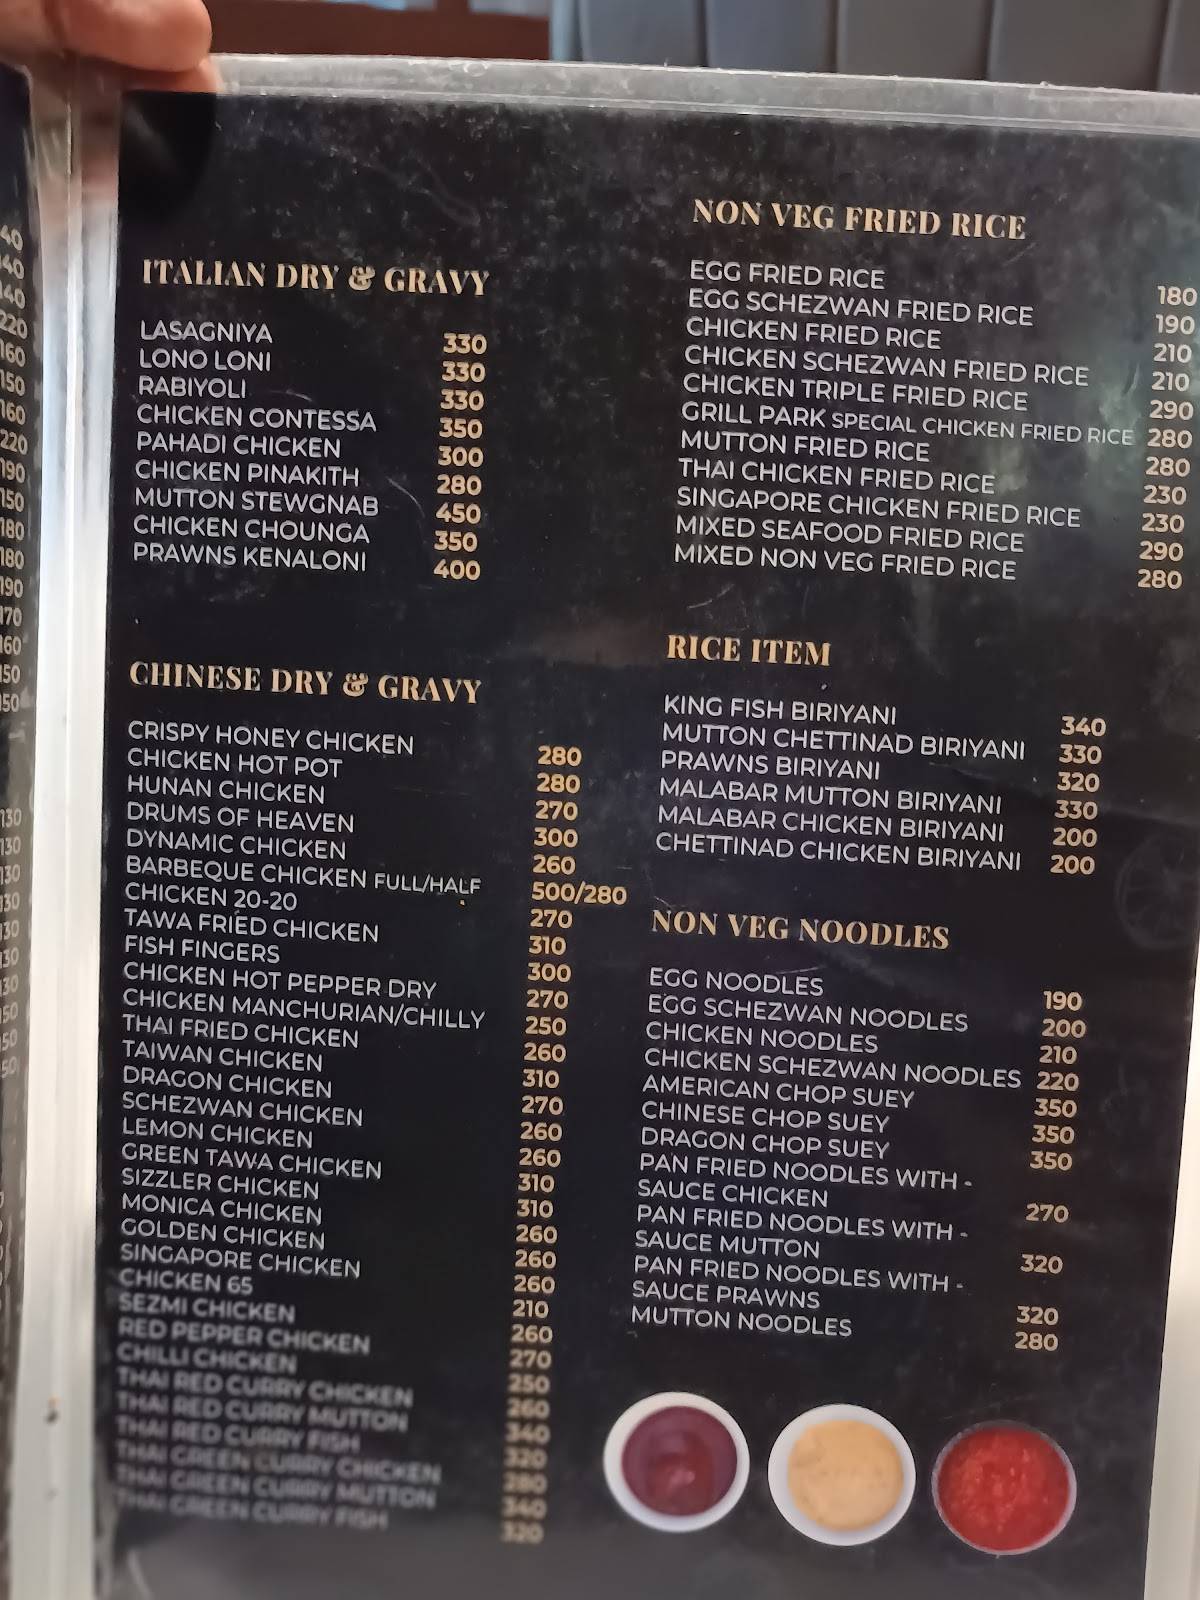 ITALIAN DRY & GRAVY
LASAGNIYA 330
LONO LONI 330
RABIYOLI 330
CHICKEN CONTESSA 350
PAHADI CHICKEN 300
CHICKEN PINAKITH 280
MUTTON STEWGNAB 450
CHICKEN CHOUNGA 350
PRAWNS KENALONI 400
CHINESE DRY & GRAVY
CRISPY HONEY CHICKEN 280
CHICKEN HOT POT 280
HUNAN CHICKEN 270
DRUMS OF HEAVEN 300
DYNAMIC CHICKEN 260
BARBEQUE CHICKEN FULL/HALF 500/280
CHICKEN 20-20 270
TAWA FRIED CHICKEN 310
FISH FINGERS 300
CHICKEN HOT PEPPER DRY 270
CHICKEN MANCHURIAN/CHILLY 250
THAI FRIED CHICKEN 260
TAIWAN CHICKEN 310
DRAGON CHICKEN 270
SCHEZWAN CHICKEN 260
LEMON CHICKEN 260
GREEN TAWA CHICKEN 310
SIZZLER CHICKEN 310
MONICA CHICKEN 260
GOLDEN CHICKEN 260
SINGAPORE CHICKEN 260
CHICKEN 65 210
SEZMI CHICKEN 260
RED PEPPER CHICKEN 270
CHILLI CHICKEN 250
THAI RED CURRY CHICKEN 260
THAI RED CURRY MUTTON 340
THAI RED CURRY FISH 320
THAI GREEN CURRY CHICKEN 280
THAI GREEN CURRY MUTTON 340
THAI GREEN CURRY FISH 320
NON VEG FRIED RICE
EGG FRIED RICE 180
EGG SCHEZWAN FRIED RICE 190
CHICKEN FRIED RICE 210
CHICKEN SCHEZWAN FRIED RICE 210
CHICKEN TRIPLE FRIED RICE 290
GRILL PARK SPECIAL CHICKEN FRIED RICE 280
MUTTON FRIED RICE 280
THAI CHICKEN FRIED RICE 230
SINGAPORE CHICKEN FRIED RICE 230
MIXED SEAFOOD FRIED RICE 290
MIXED NON VEG FRIED RICE 280
RICE ITEM
KING FISH BIRIYANI 340
MUTTON CHETTINAD BIRIYANI 330
PRAWNS BIRIYANI 320
MALABAR MUTTON BIRIYANI 330
MALABAR CHICKEN BIRIYANI 200
CHETTINAD CHICKEN BIRIYANI 200
NON VEG NOODLES
EGG NOODLES 190
EGG SCHEZWAN NOODLES 200
CHICKEN NOODLES 210
CHICKEN SCHEZWAN NOODLES 220
AMERICAN CHOP SUEY 350
CHINESE CHOP SUEY 350
DRAGON CHOP SUEY 350
PAN FRIED NOODLES WITH -
SAUCE CHICKEN 270
PAN FRIED NOODLES WITH -
SAUCE MUTTON 320
PAN FRIED NOODLES WITH -
SAUCE PRAWNS 320
MUTTON NOODLES 280